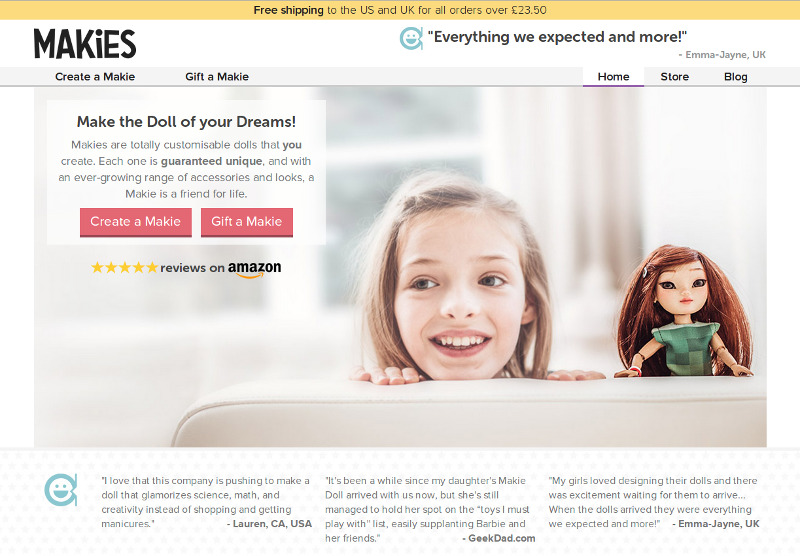 Free shipping to the US and UK for all orders over £23.50
MAKiES
"Everything we expected and more!"
- Emma-Jayne, UK
Create a Makie
Gift a Makie
Home
Store
Blog
Make the Doll of your Dreams!
Makies are totally customisable dolls that you
create. Each one is guaranteed unique, and with
an ever-growing range of accessories and looks, a
Makie is a friend for life.
Create a Makie
Gift a Makie
reviews on amazon
"I love that this company is pushing to make a
doll that glamorizes science, math, and
creativity instead of shopping and getting
manicures."
- Lauren, CA, USA
"It's been a while since my daughter's Makie
Doll arrived with us now, but she's still
managed to hold her spot on the "toys I must
play with" list, easily supplanting Barbie and
her friends."
- GeekDad.com
"My girls loved designing their dolls and there
was excitement waiting for them to arrive...
When the dolls arrived they were everything
we expected and more!"
- Emma-Jayne, UK